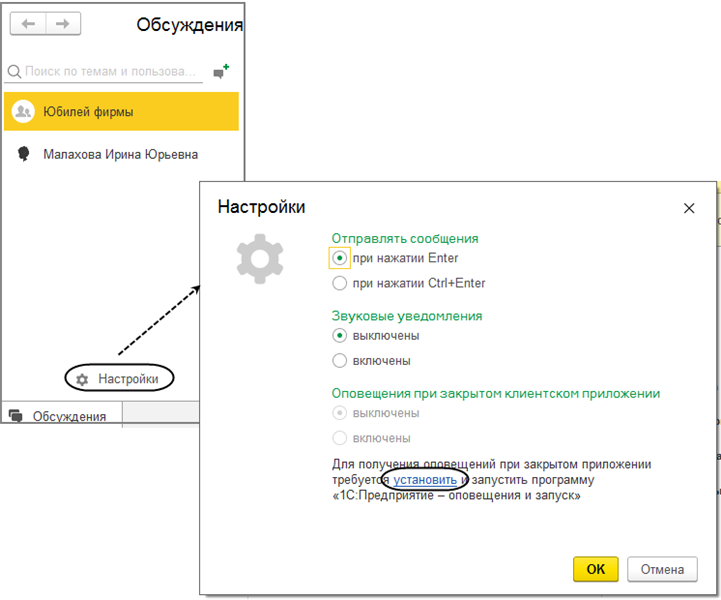 Обсуждения
Поиск по темам и пользова...
Юбилей фирмы
Малахова Ирина Юрьевна
Настройки
Обсуждения
Настройки
Отправлять сообщения
при нажатии Enter
при нажатии Ctrl+Enter
Звуковые уведомления
выключены
включены
Оповещения при закрытом клиентском приложении
выключены
включены
Для получения оповещений при закрытом приложении
требуется установить и запустить программу
«1С:Предприятие – оповещения и запуск»
OK
Отмена